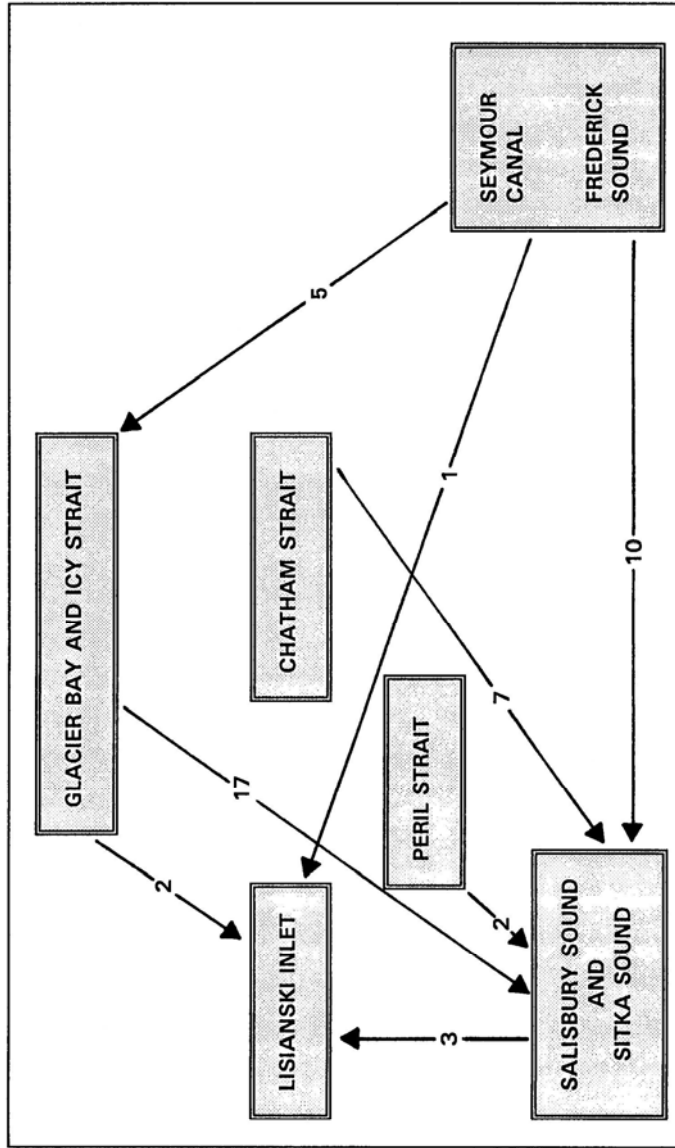 GLACIER BAY AND ICY STRAIT
5
2
17
LISIANSKI INLET
CHATHAM STRAIT
1
SEYMOUR
CANAL
FREDERICK
SOUND
PERIL STRAIT
7
10
3
2
SALISBURY SOUND
AND
SITKA SOUND